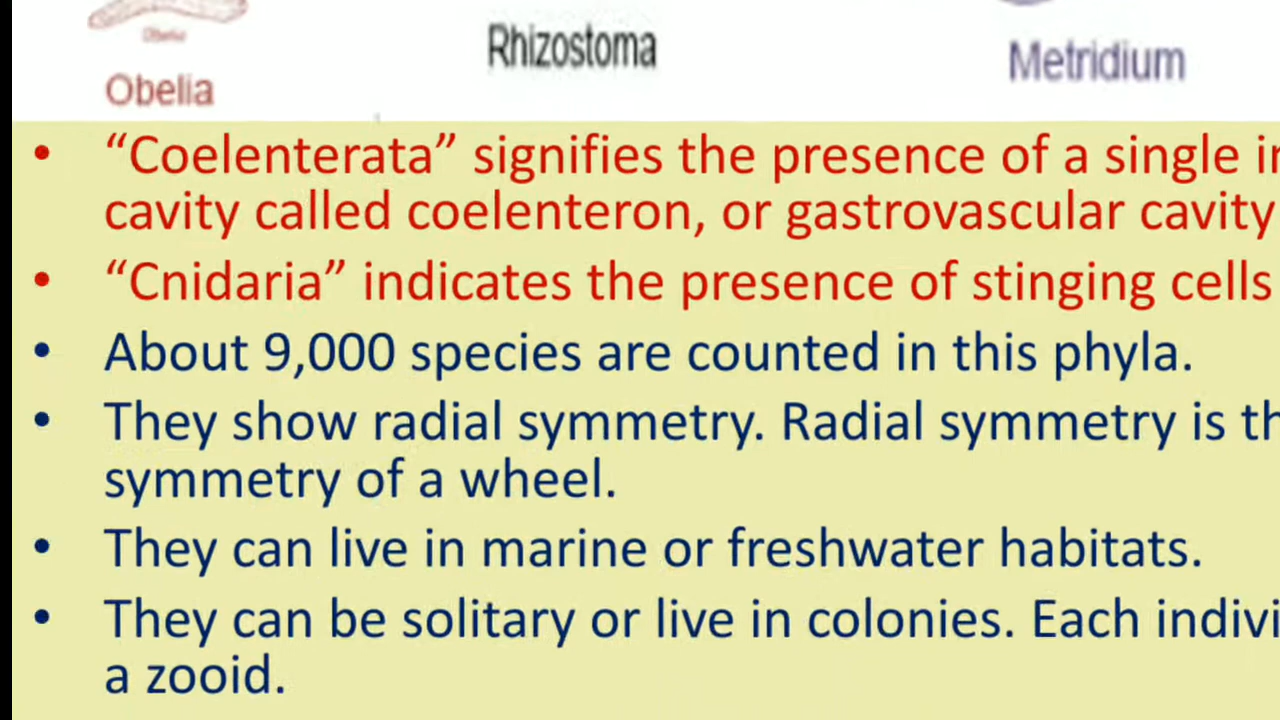 Obelia
Rhizostoma
Metridium
Obelia
• “Coelenterata” signifies the presence of a single
cavity called coelenteron, or gastrovascular cavity
• “Cnidaria” indicates the presence of stinging cells
• About 9,000 species are counted in this phyla.
• They show radial symmetry. Radial symmetry is
symmetry of a wheel.
• They can live in marine or freshwater habitats.
• They can be solitary or live in colonies. Each
a zooid.